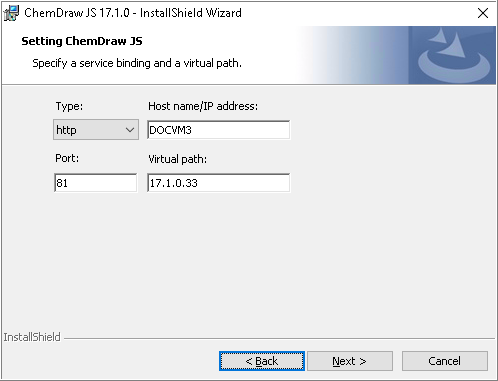 ChemDraw JS 17.1.0 - InstallShield Wizard
Setting ChemDraw JS
Specify a service binding and a virtual path.
Type: Host name/IP address:
http DOCVM3
Port: Virtual path:
81 17.1.0.33
InstallShield
< Back Next > Cancel